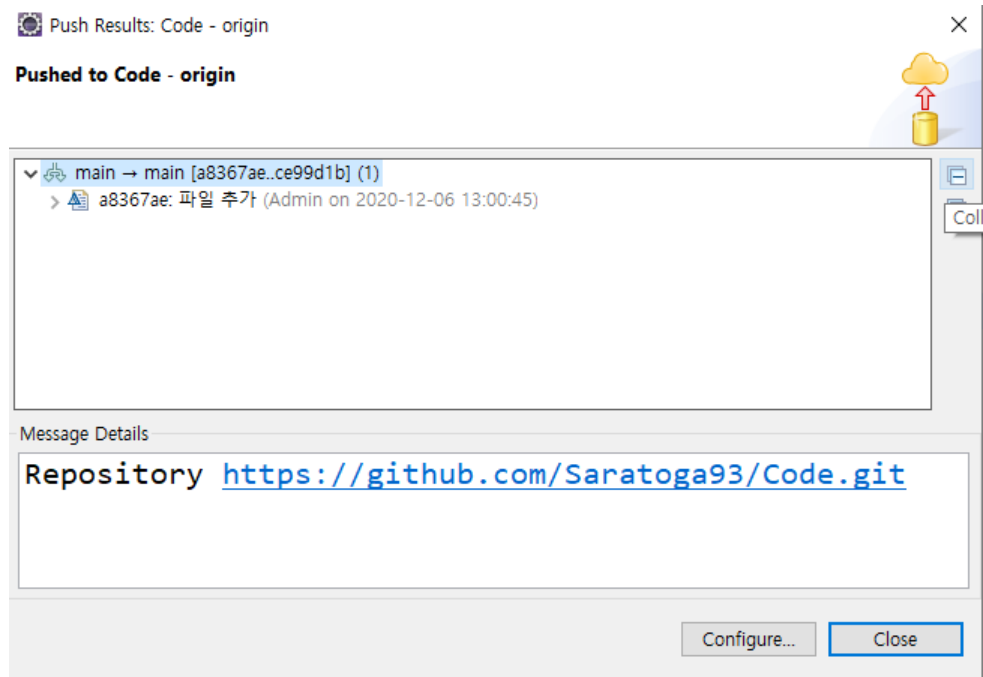 Push Results: Code - origin
Pushed to Code - origin
main → main [a8367ae..ce99d1b] (1)
a8367ae: 파일 추가 (Admin on 2020-12-06 13:00:45)
Coll
Message Details
Repository https://github.com/Saratoga93/Code.git
Configure...
Close